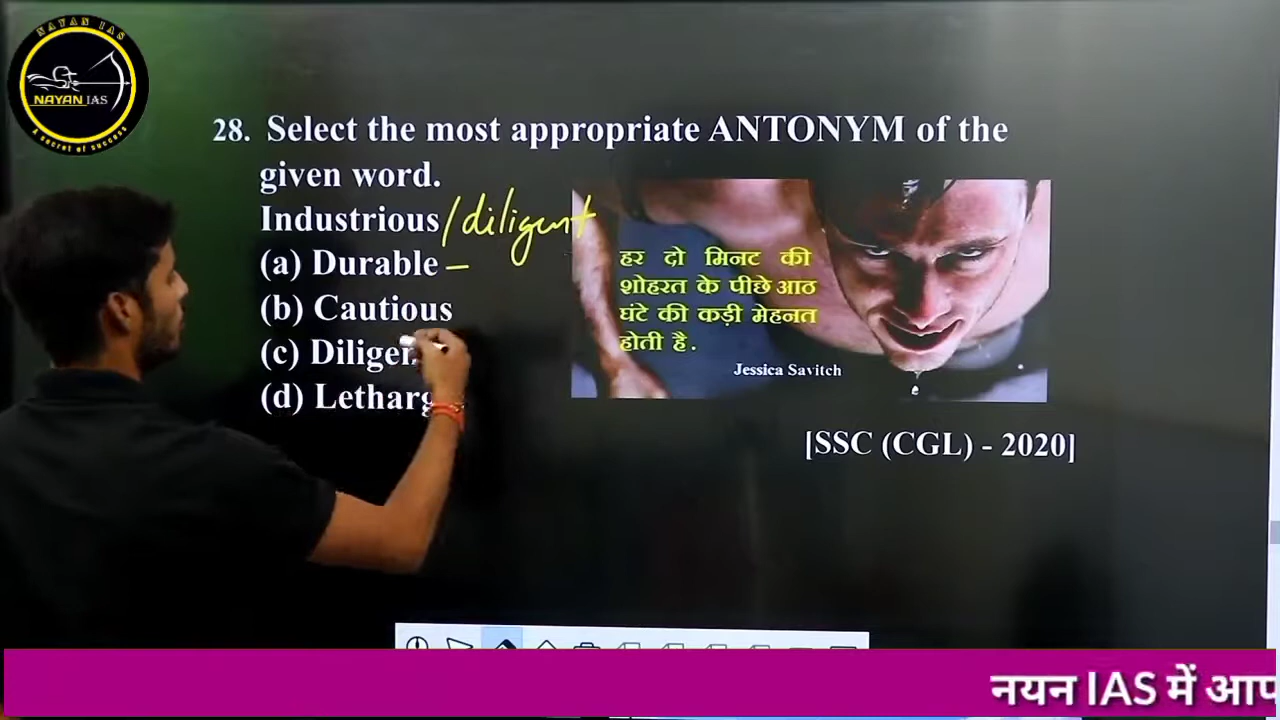 NAYAN IAS
NAYAN IAS
A secret of success
28. Select the most appropriate ANTONYM of the
given word.
Industrious /diligent
(a) Durable –
(b) Cautious
(c) Diligen
(d) Letharg
हर दो मिनट की
शोहरत के पीछे आठ
घंटे की कड़ी मेहनत
होती है.
Jessica Savitch
[SSC (CGL) - 2020]
नयन IAS में आप